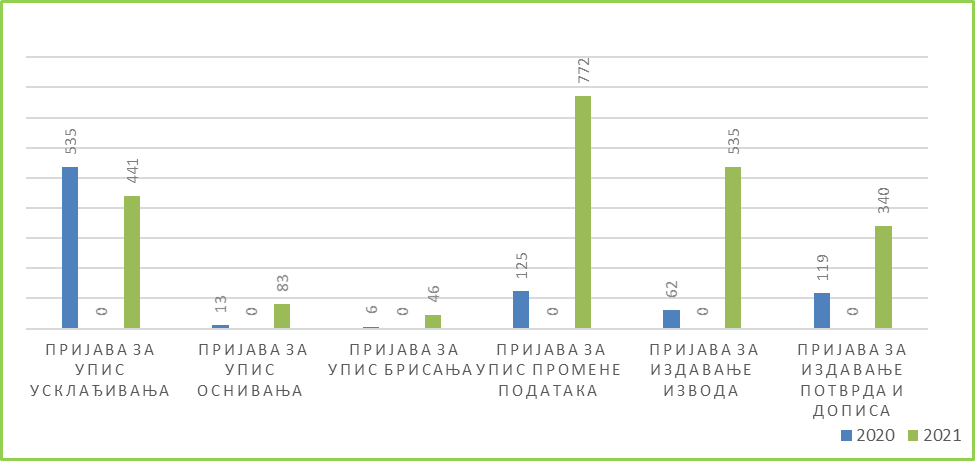 772
535
535
441
340
125
119
83
62
46
13
6
0
0
0
0
0
0
ПРИЈАВА ЗА
УПИС
УСКЛАЂИВАЊА
ПРИЈАВА ЗА
УПИС
ОСНИВАЊА
ПРИЈАВА ЗА
УПИС БРИСАЊА
ПРИЈАВА ЗА
УПИС ПРОМЕНЕ
ПОДАТАКА
ПРИЈАВА ЗА
ИЗДАВАЊЕ
ИЗВОДА
ПРИЈАВА ЗА
ИЗДАВАЊЕ
ПОТВРДА И
ДОПИСА
2020 2021